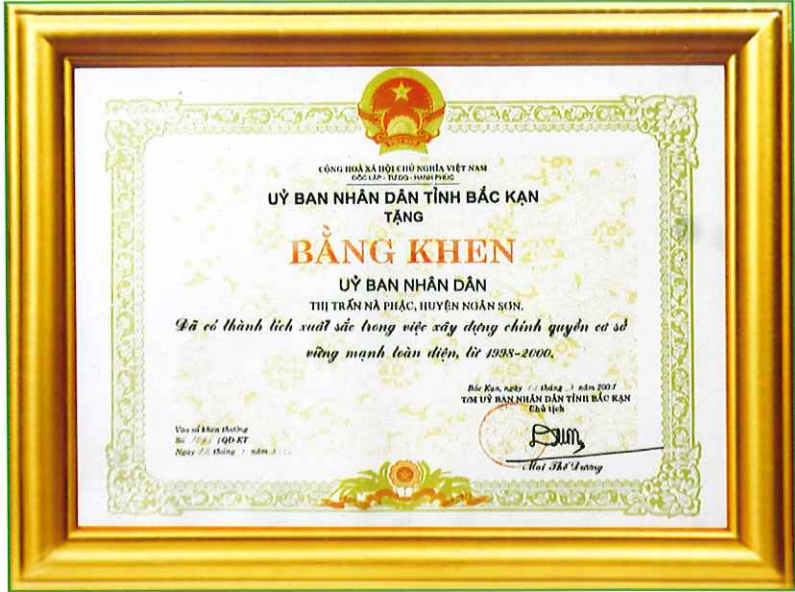 VIỆT NAM
CỘNG HOÀ XÃ HỘI CHỦ NGHĨA VIỆT NAM
ĐỘC LẬP - TỰ DO - HẠNH PHÚC
UỶ BAN NHÂN DÂN TỈNH BẮC KẠN
TẶNG
BẰNG KHEN
UỶ BAN NHÂN DÂN
THỊ TRẤN NÀ PHẶC, HUYỆN NGÂN SƠN.
Đã có thành tích xuất sắc trong việc xây dựng chính quyền cơ sở
vững mạnh toàn diện, từ 1998-2000.
Bắc Kạn, ngày tháng năm 2001
T/M UỶ BAN NHÂN DÂN TỈNH BẮC KẠN
Chủ tịch
Vào sổ khen thưởng
Số /QĐ-KT
Ngày tháng năm
Mai Thế Dương